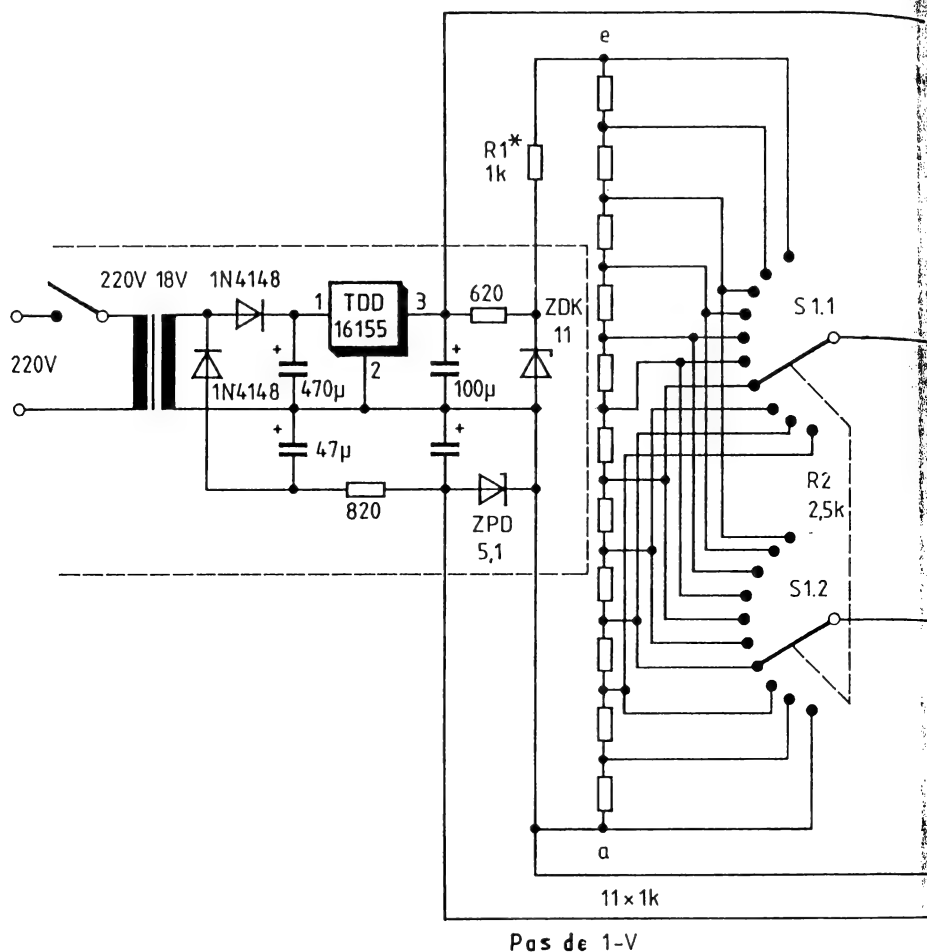 e
R1*
1k
220V 18V
1N4148
1
TDD
16155
3
620
ZDK
11
S1.1
220V
2
+
1N4148
470µ
+
100µ
+
47µ
+
R2
2,5k
820
ZPD
5,1
S1.2
a
11×1k
Pas de 1-V